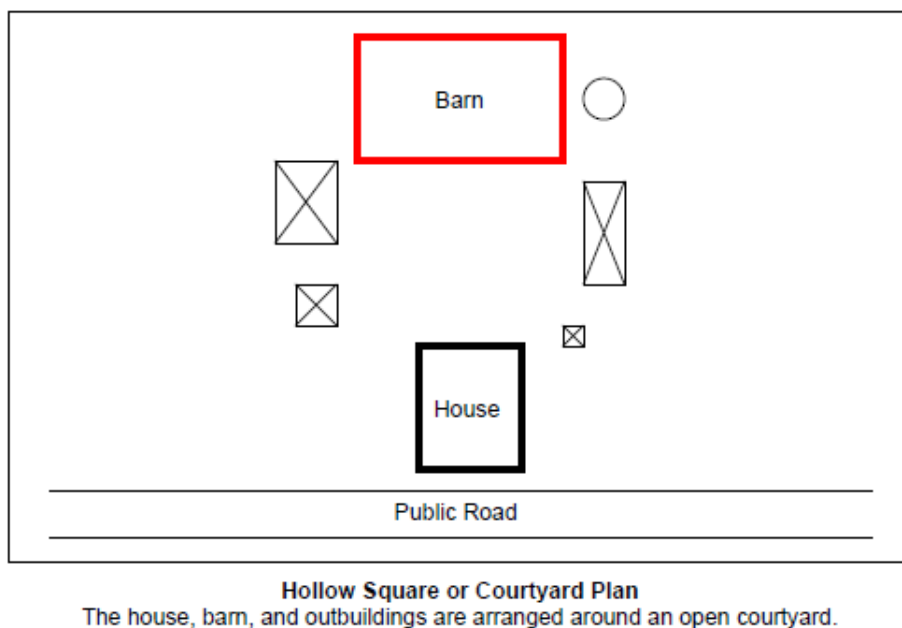 Barn
House
Public Road
Hollow Square or Courtyard Plan
The house, barn, and outbuildings are arranged around an open courtyard.